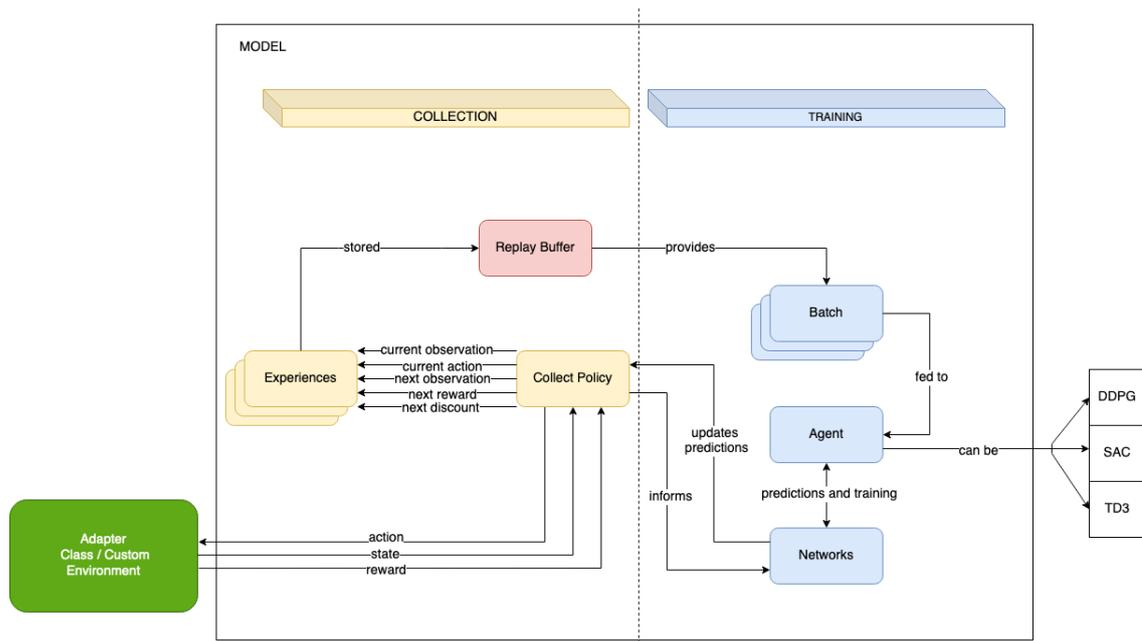 MODEL
COLLECTION
TRAINING
stored
Replay Buffer
provides
Batch
current observation
current action
next observation
next reward
next discount
Experiences
Collect Policy
fed to
DDPG
updates
predictions
Agent
can be
SAC
informs
predictions and training
TD3
Adapter
Class / Custom
Environment
action
state
reward
Networks